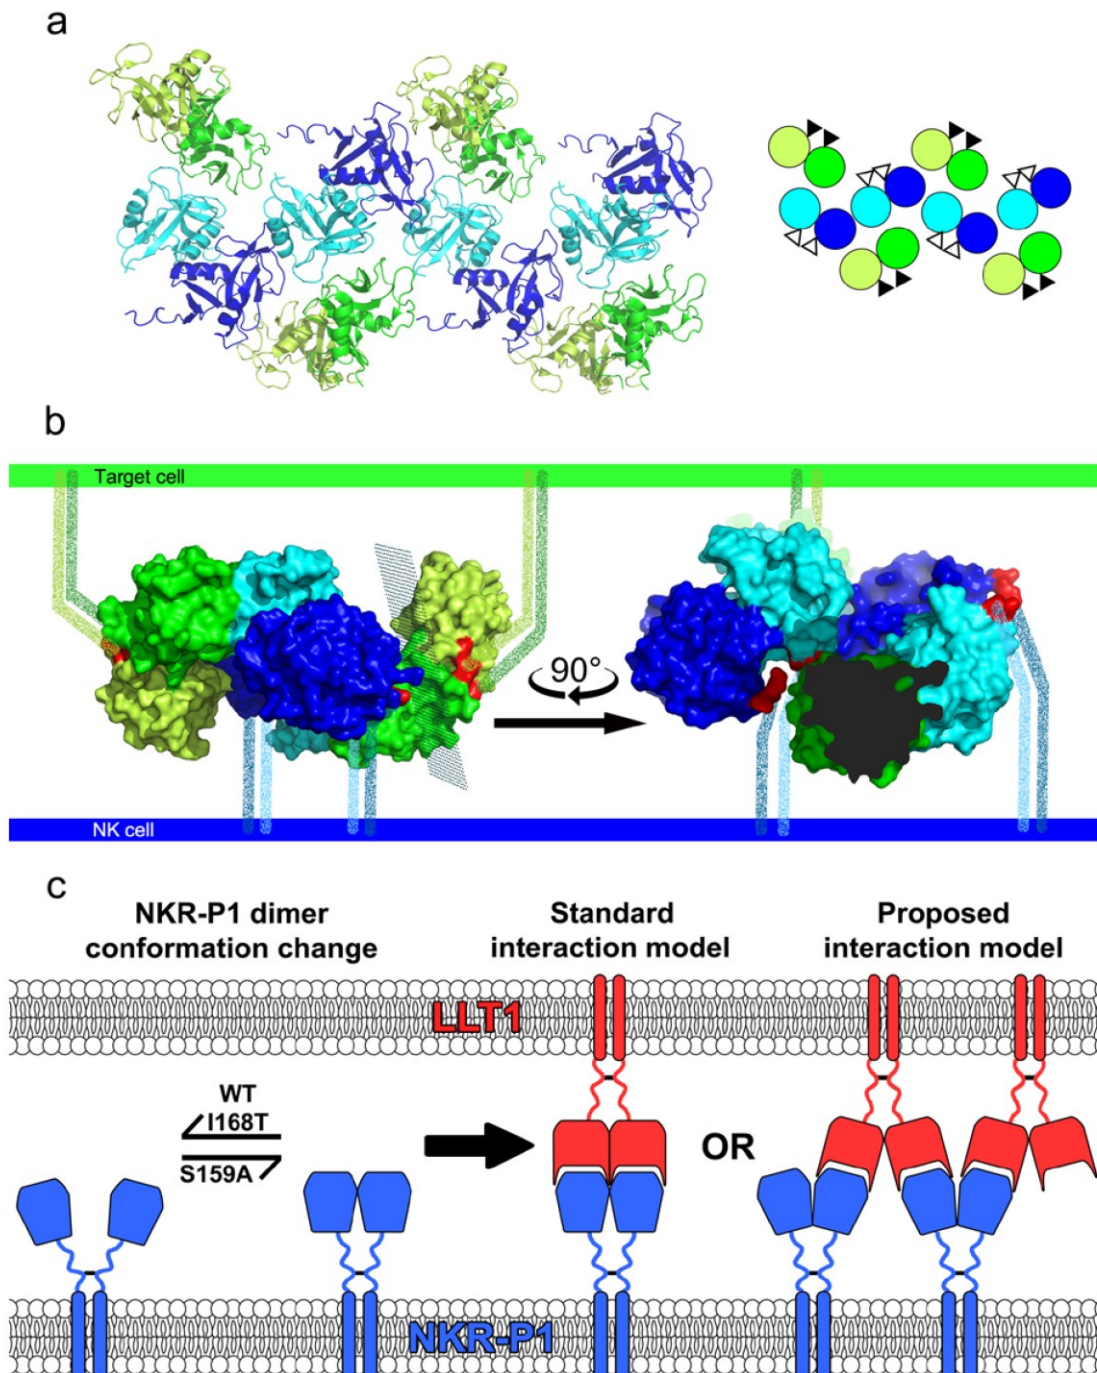 a
b
Target cell
90°
NK cell
c
NKR-P1 dimer
conformation change
Standard
interaction model
Proposed
interaction model
LLT1
WT
I168T
S159A
OR
NKR-P1